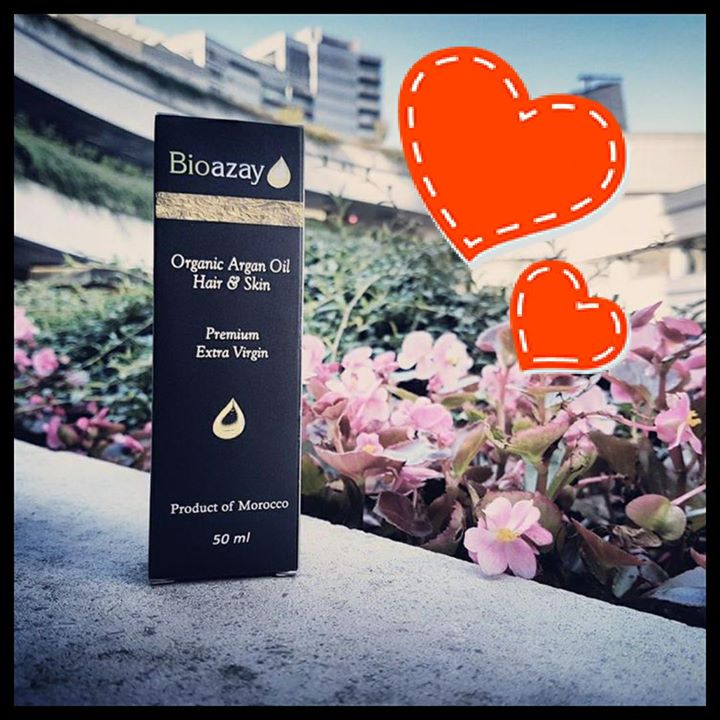 Bioazay
Organic Argan Oil
Hair & Skin
Premium
Extra Virgin
Product of Morocco
50 ml